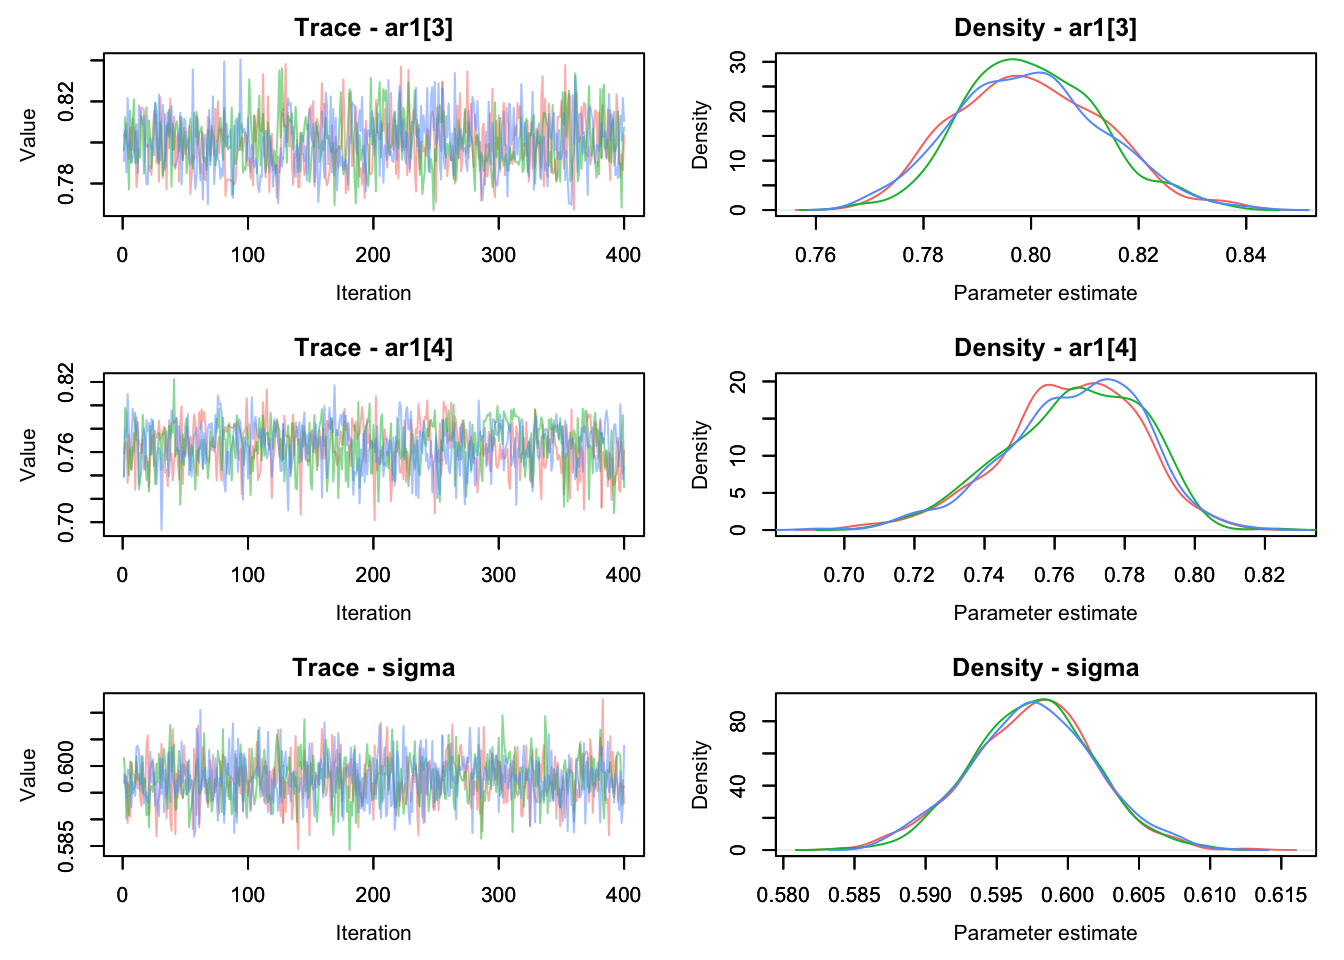 Trace - ar1[3]
Value
0.78
0.82
0
100
200
300
400
Iteration
Density - ar1[3]
Density
0
10
20
30
0.76
0.78
0.80
0.82
0.84
Parameter estimate
Trace - ar1[4]
Value
0.70
0.76
0.82
0
100
200
300
400
Iteration
Density - ar1[4]
Density
0
5
10
20
0.70
0.72
0.74
0.76
0.78
0.80
0.82
Parameter estimate
Trace - sigma
Value
0.585
0.600
0
100
200
300
400
Iteration
Density - sigma
Density
0
40
80
0.580
0.585
0.590
0.595
0.600
0.605
0.610
0.615
Parameter estimate